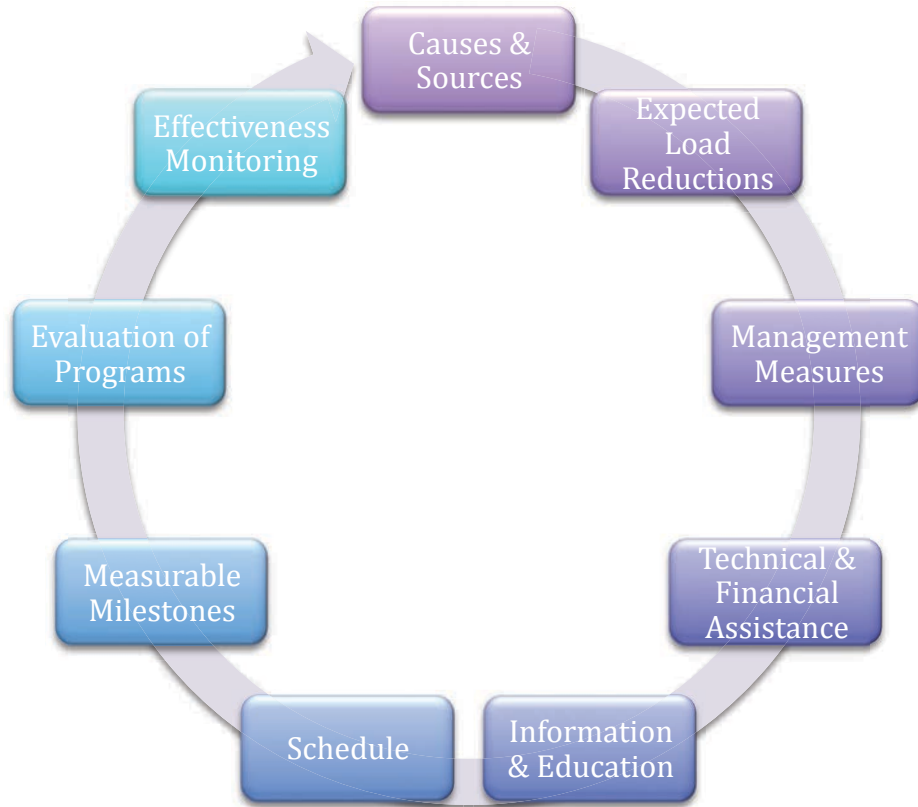 Causes &
Sources
Expected
Load
Reductions
Management
Measures
Technical &
Financial
Assistance
Information
& Education
Schedule
Measurable
Milestones
Evaluation of
Programs
Effectiveness
Monitoring